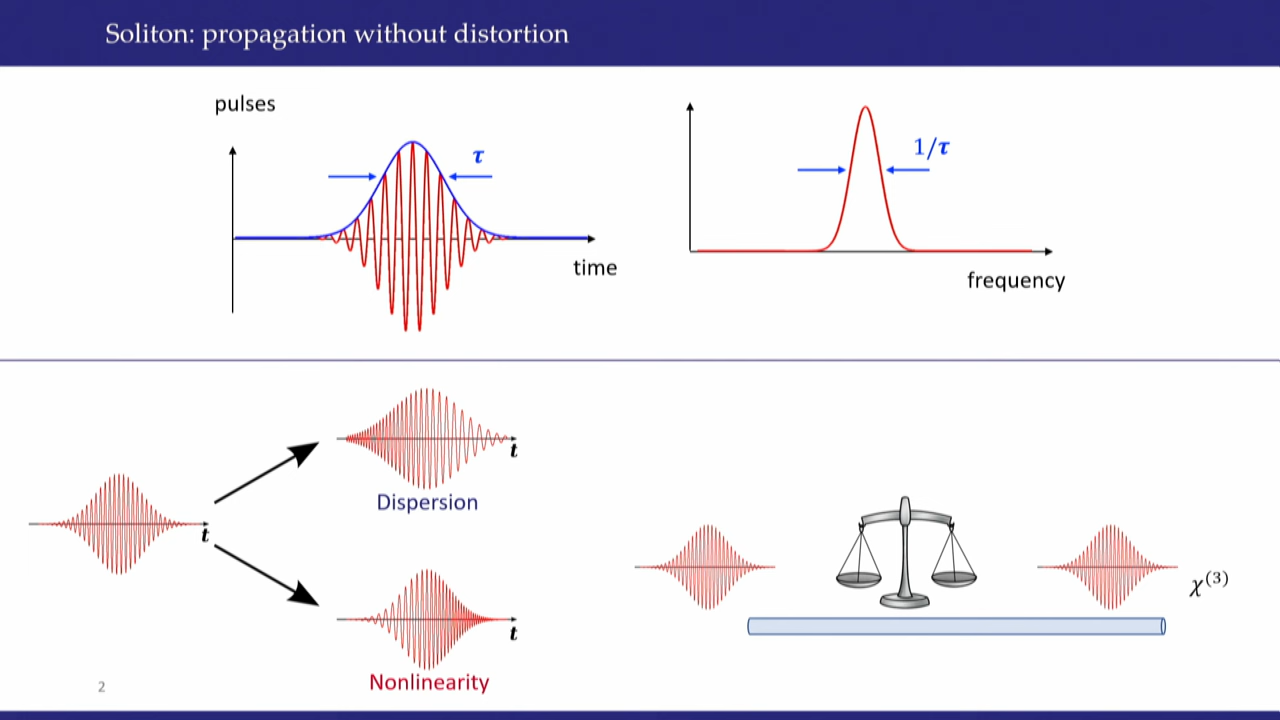 Soliton: propagation without distortion
pulses
τ
time
1/τ
frequency
t
Dispersion
t
t
Nonlinearity
χ⁽³⁾
2